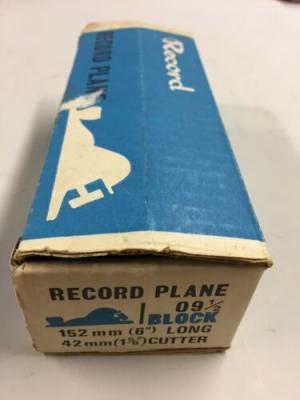 Record
RECORD PLANE
RECORD PLANE
09½
BLOCK
152 mm (6") LONG
42mm (1⅝") CUTTER